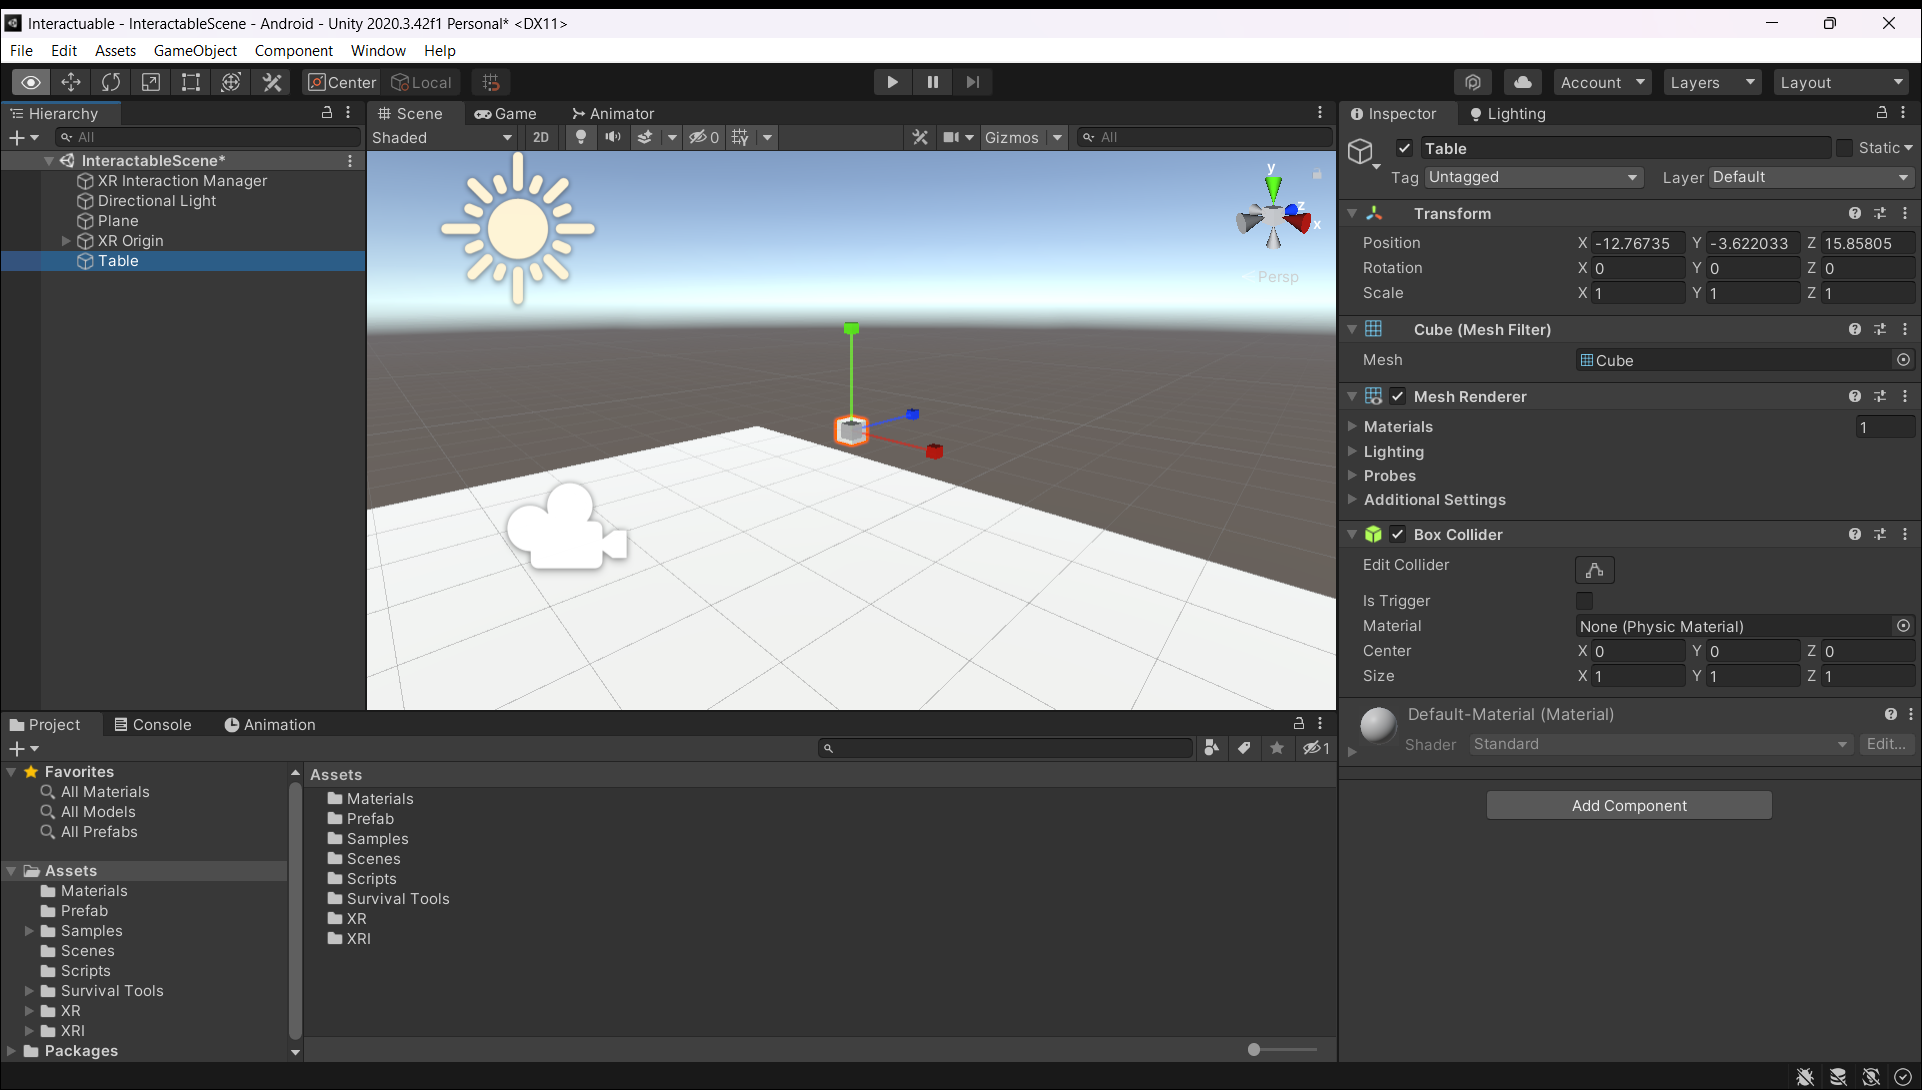 Interactuable - InteractableScene - Android - Unity 2020.3.42f1 Personal* <DX11>
File Edit Assets GameObject Component Window Help
Center Local Account Layers Layout
Hierarchy
All
InteractableScene*
XR Interaction Manager
Directional Light
Plane
XR Origin
Table
Scene Game Animator
Shaded 2D 0 Gizmos All
y
z
x
Persp
Inspector Lighting
Table Static
Tag Untagged Layer Default
Transform
Position X -12.76735 Y -3.622033 Z 15.85805
Rotation X 0 Y 0 Z 0
Scale X 1 Y 1 Z 1
Cube (Mesh Filter)
Mesh Cube
Mesh Renderer
Materials 1
Lighting
Probes
Additional Settings
Box Collider
Edit Collider
Is Trigger
Material None (Physic Material)
Center X 0 Y 0 Z 0
Size X 1 Y 1 Z 1
Default-Material (Material)
Shader Standard Edit...
Add Component
Project Console Animation
1
Favorites
All Materials
All Models
All Prefabs
Assets
Materials
Prefab
Samples
Scenes
Scripts
Survival Tools
XR
XRI
Packages
Assets
Materials
Prefab
Samples
Scenes
Scripts
Survival Tools
XR
XRI